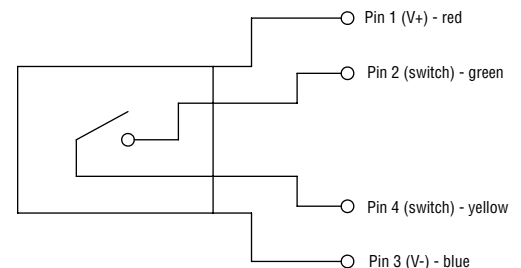 Pin 1 (V+) - red
Pin 2 (switch) - green
Pin 4 (switch) - yellow
Pin 3 (V-) - blue